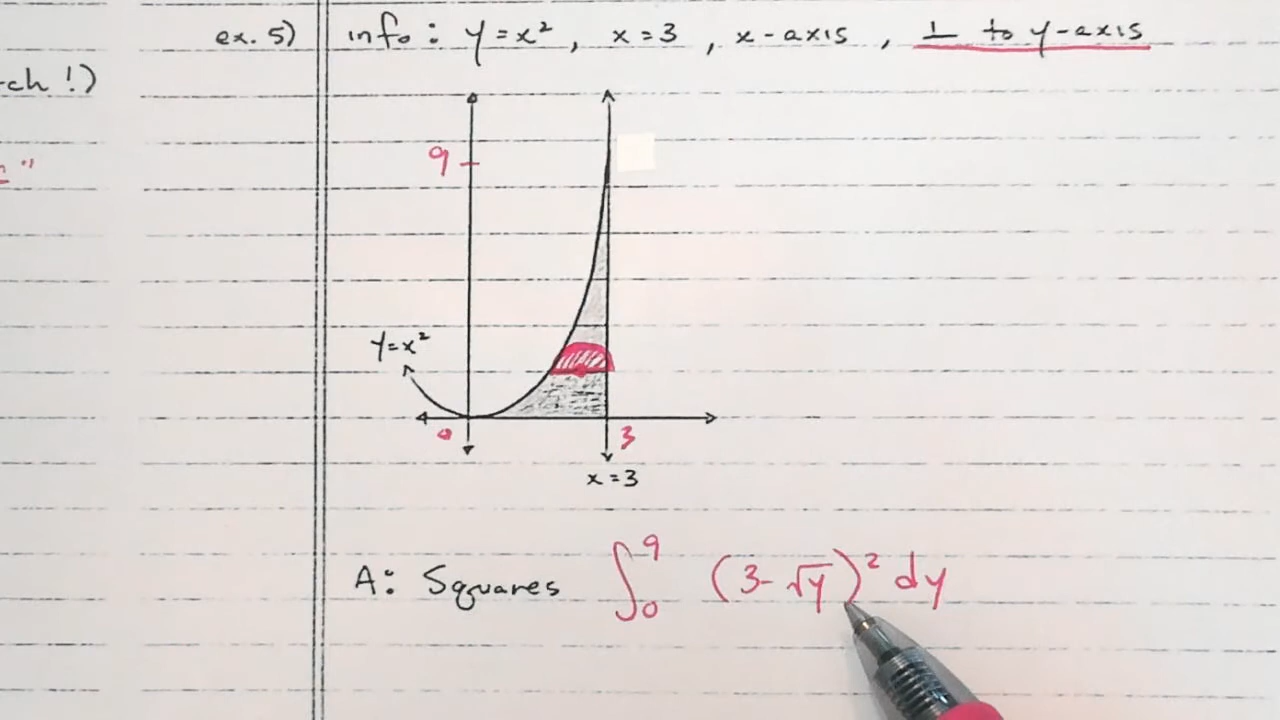 ex. 5) info : y = x² , x = 3 , x-axis , ⊥ to y-axis
ch !)
9
"
y=x²
0 3
x = 3
A: Squares ∫₀⁹ (3-√y)² dy